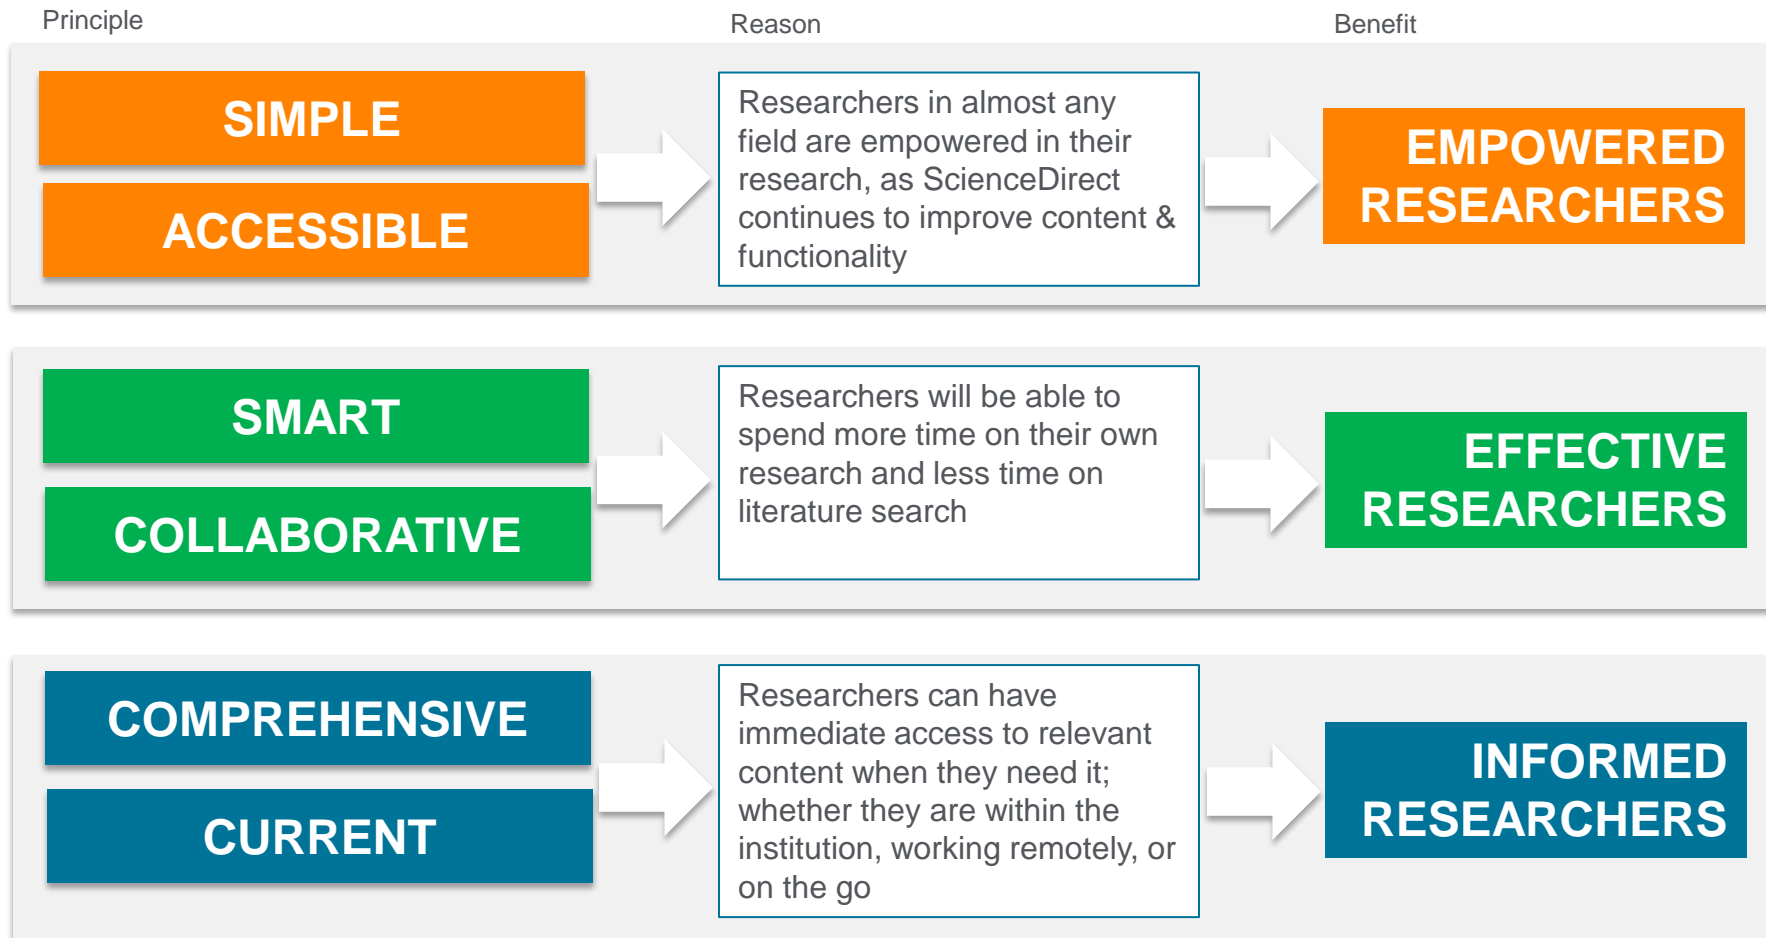 Principle
Reason
Benefit
SIMPLE
ACCESSIBLE
Researchers in almost any
field are empowered in their
research, as ScienceDirect
continues to improve content &
functionality
EMPOWERED
RESEARCHERS
SMART
COLLABORATIVE
Researchers will be able to
spend more time on their own
research and less time on
literature search
EFFECTIVE
RESEARCHERS
COMPREHENSIVE
CURRENT
Researchers can have
immediate access to relevant
content when they need it;
whether they are within the
institution, working remotely, or
on the go
INFORMED
RESEARCHERS